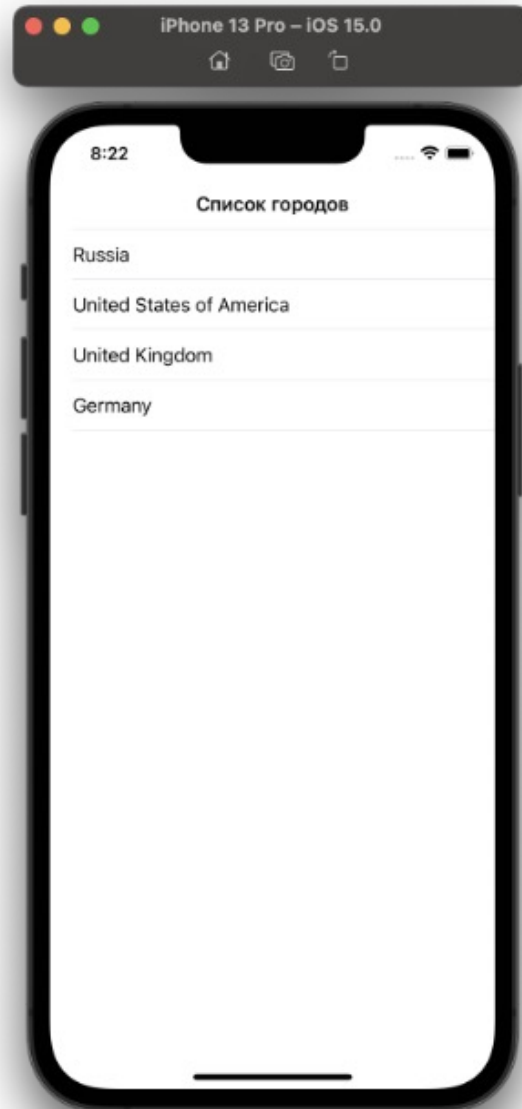 iPhone 13 Pro – iOS 15.0
8:22
Список городов
Russia
United States of America
United Kingdom
Germany